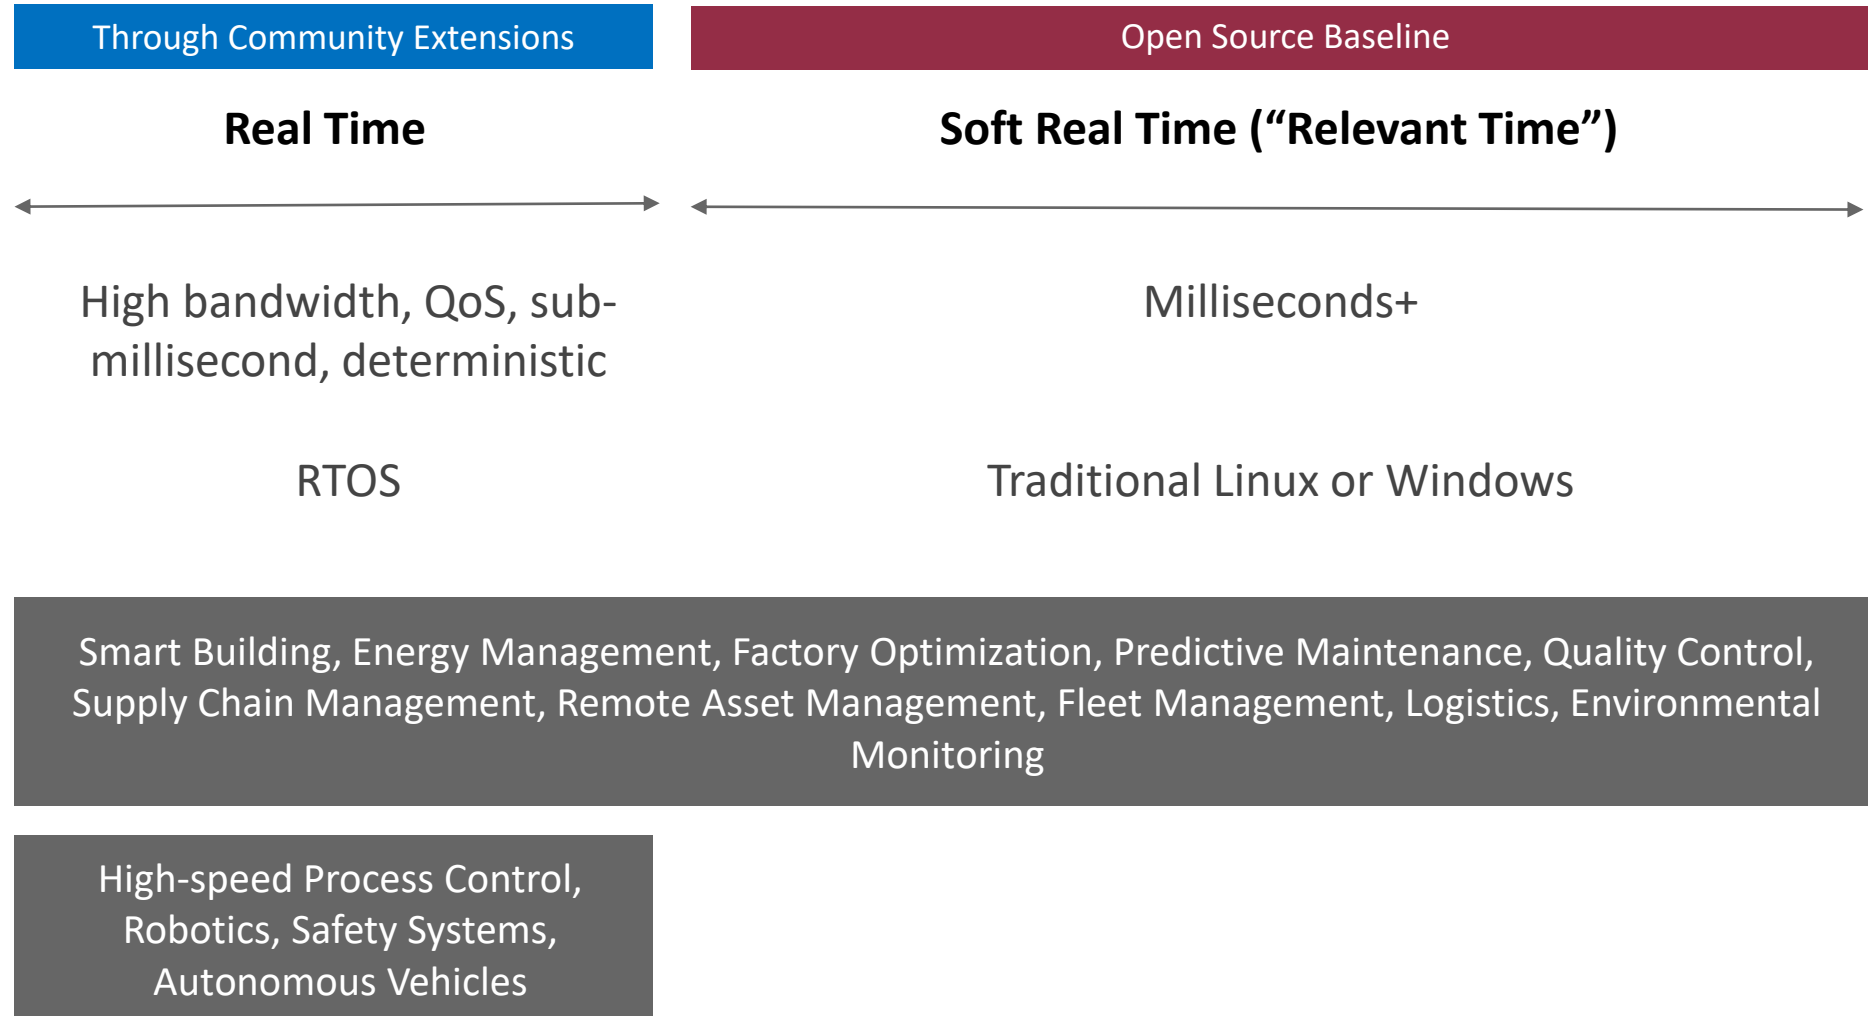 Through Community Extensions
Open Source Baseline
Real Time
Soft Real Time (“Relevant Time”)
High bandwidth, QoS, sub-
millisecond, deterministic
Milliseconds+
RTOS
Traditional Linux or Windows
Smart Building, Energy Management, Factory Optimization, Predictive Maintenance, Quality Control,
Supply Chain Management, Remote Asset Management, Fleet Management, Logistics, Environmental
Monitoring
High-speed Process Control,
Robotics, Safety Systems,
Autonomous Vehicles